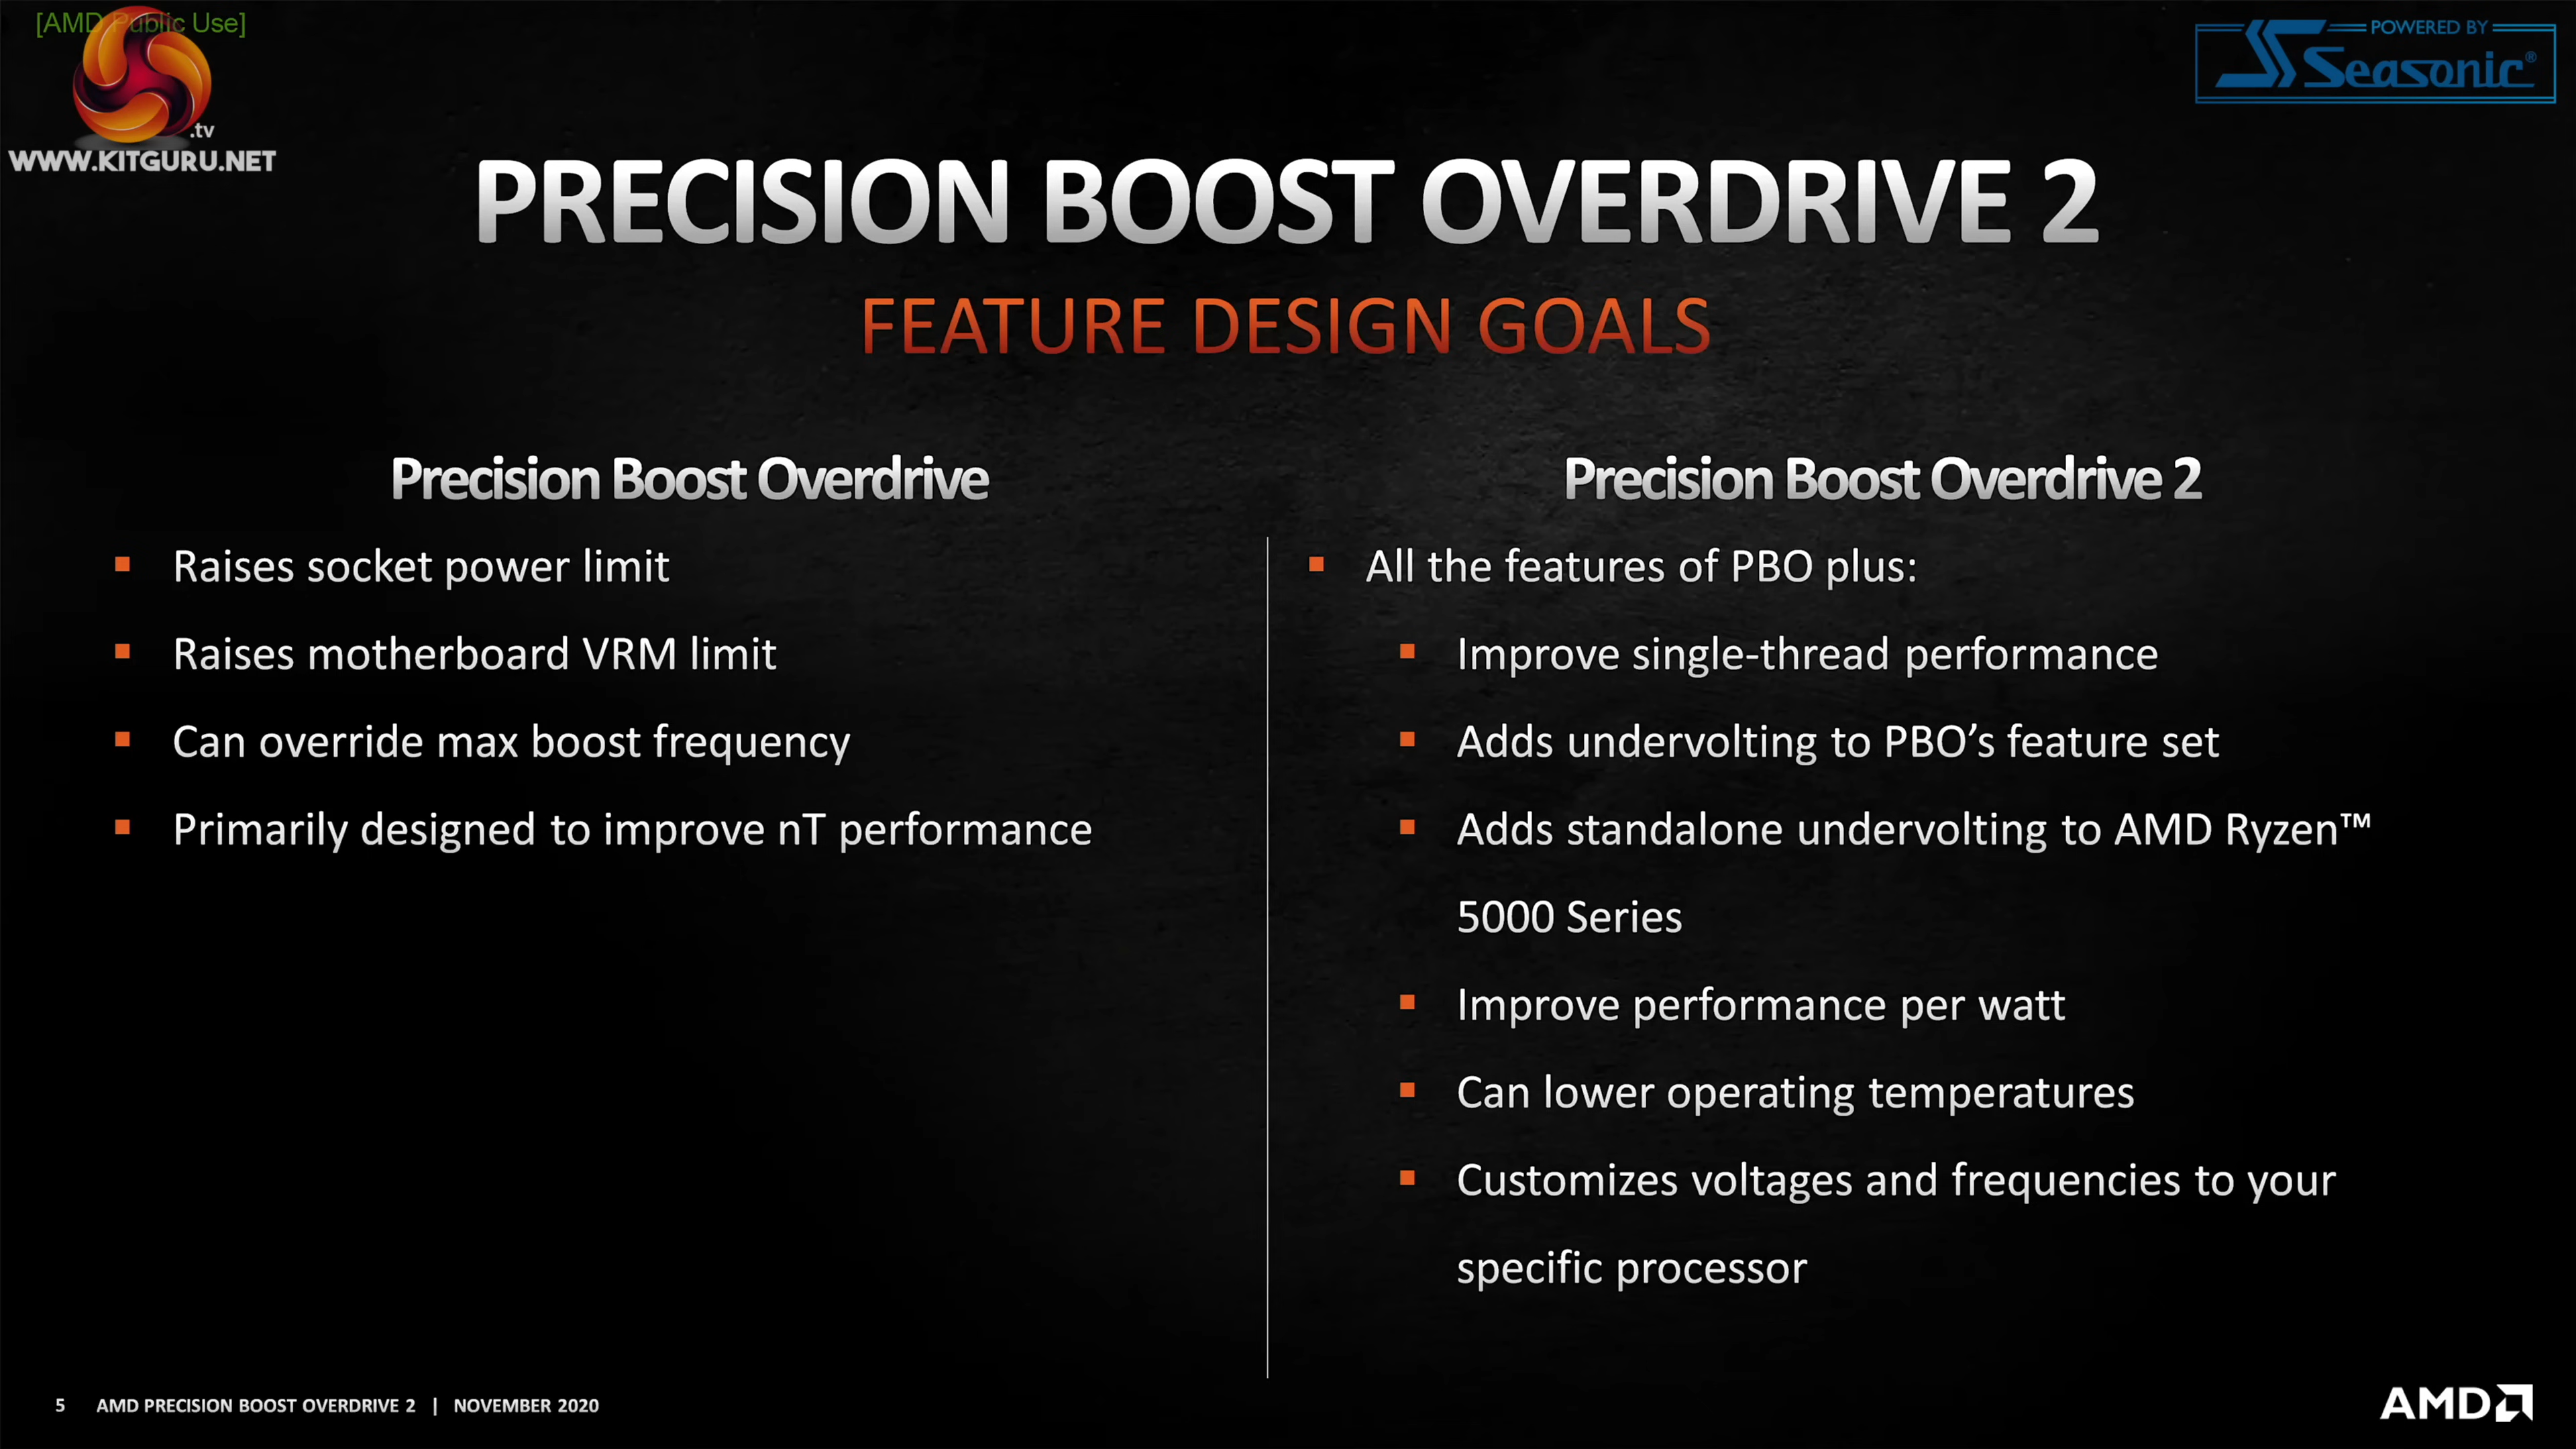 [AMD Public Use]
.tv
WWW.KITGURU.NET
POWERED BY
Seasonic®
PRECISION BOOST OVERDRIVE 2
FEATURE DESIGN GOALS
Precision Boost Overdrive
▪ Raises socket power limit
▪ Raises motherboard VRM limit
▪ Can override max boost frequency
▪ Primarily designed to improve nT performance
Precision Boost Overdrive 2
▪ All the features of PBO plus:
▪ Improve single-thread performance
▪ Adds undervolting to PBO’s feature set
▪ Adds standalone undervolting to AMD Ryzen™
5000 Series
▪ Improve performance per watt
▪ Can lower operating temperatures
▪ Customizes voltages and frequencies to your
specific processor
5 AMD PRECISION BOOST OVERDRIVE 2 | NOVEMBER 2020
AMD